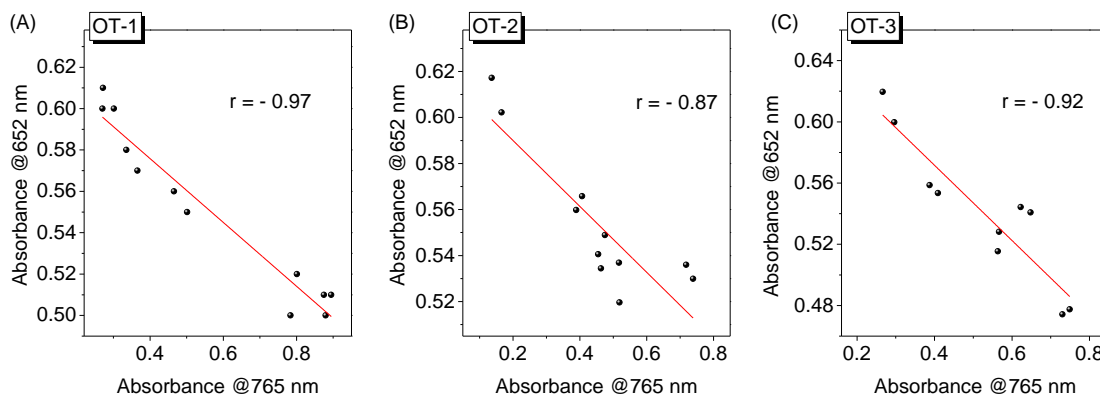 (A)
OT-1
r = - 0.97
Absorbance @652 nm
0.62
0.60
0.58
0.56
0.54
0.52
0.50
0.4 0.6 0.8
Absorbance @765 nm
(B)
OT-2
r = - 0.87
Absorbance @652 nm
0.62
0.60
0.58
0.56
0.54
0.52
0.2 0.4 0.6 0.8
Absorbance @765 nm
(C)
OT-3
r = - 0.92
Absorbance @652 nm
0.64
0.60
0.56
0.52
0.48
0.2 0.4 0.6 0.8
Absorbance @765 nm